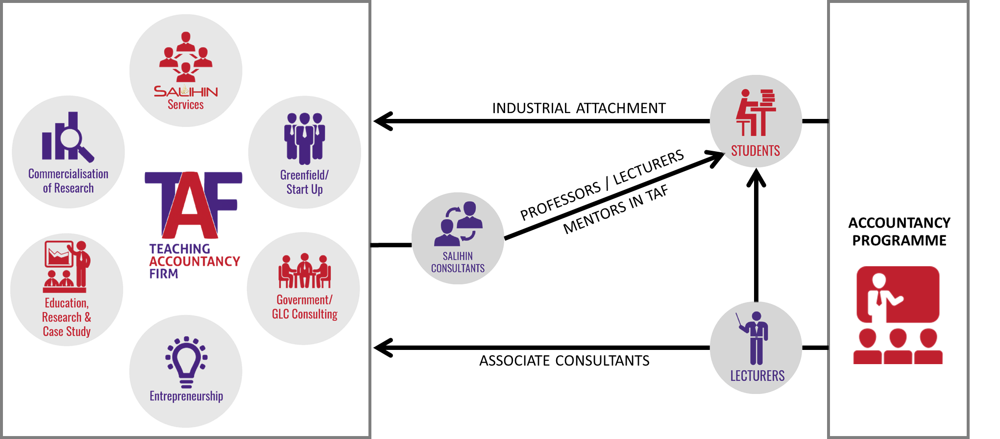 SALIHIN
Services
Commercialisation
of Research
Greenfield/
Start Up
TAF
TEACHING
ACCOUNTANCY
FIRM
Education,
Research &
Case Study
Government/
GLC Consulting
Entrepreneurship
INDUSTRIAL ATTACHMENT
STUDENTS
PROFESSORS / LECTURERS
MENTORS IN TAF
SALIHIN
CONSULTANTS
ASSOCIATE CONSULTANTS
LECTURERS
ACCOUNTANCY
PROGRAMME